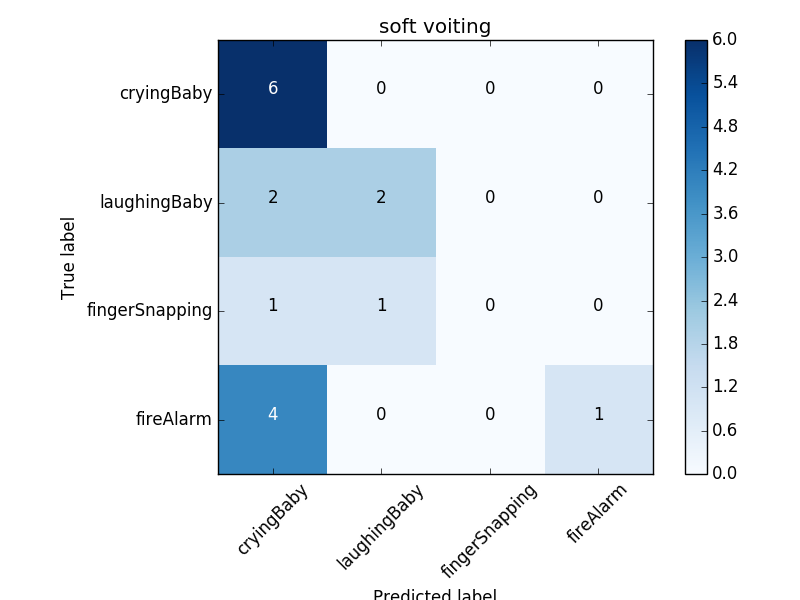 soft voiting
True label
cryingBaby 6 0 0 0
laughingBaby 2 2 0 0
fingerSnapping 1 1 0 0
fireAlarm 4 0 0 1
cryingBaby laughingBaby fingerSnapping fireAlarm
Predicted label
6.0
5.4
4.8
4.2
3.6
3.0
2.4
1.8
1.2
0.6
0.0